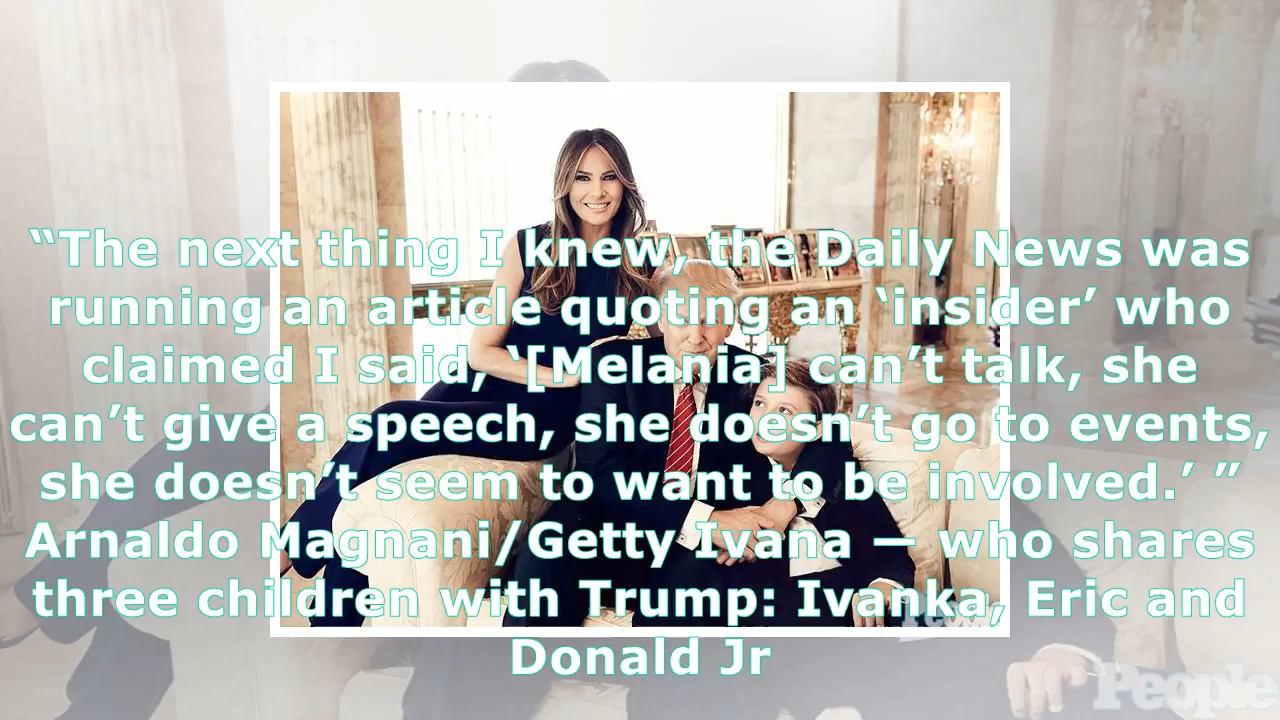 “The next thing I knew, the Daily News was
running an article quoting an ‘insider’ who
claimed I said, ‘[Melania] can’t talk, she
can’t give a speech, she doesn’t go to events,
she doesn’t seem to want to be involved.’ ”
Arnaldo Magnani/Getty Ivana — who shares
three children with Trump: Ivanka, Eric and
Donald Jr
People
People